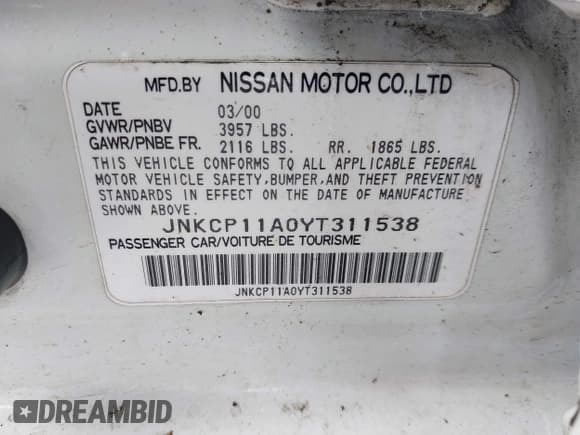 MFD.BY NISSAN MOTOR CO.,LTD
DATE 03/00
GVWR/PNBV 3957 LBS.
GAWR/PNBE FR. 2116 LBS. RR. 1865 LBS.
THIS VEHICLE CONFORMS TO ALL APPLICABLE FEDERAL
MOTOR VEHICLE SAFETY,BUMPER,AND THEFT PREVENTION
STANDARDS IN EFFECT ON THE DATE OF MANUFACTURE
SHOWN ABOVE.
JNKCP11A0YT311538
PASSENGER CAR/VOITURE DE TOURISME
JNKCP11A0YT311538
DREAMBID